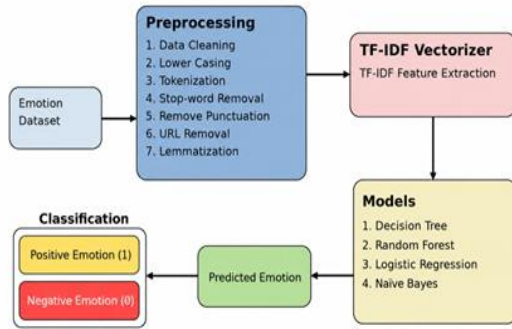 Emotion
Dataset
Preprocessing
1. Data Cleaning
2. Lower Casing
3. Tokenization
4. Stop-word Removal
5. Remove Punctuation
6. URL Removal
7. Lemmatization
TF-IDF Vectorizer
TF-IDF Feature Extraction
Models
1. Decision Tree
2. Random Forest
3. Logistic Regression
4. Naïve Bayes
Predicted Emotion
Classification
Positive Emotion (1)
Negative Emotion (0)